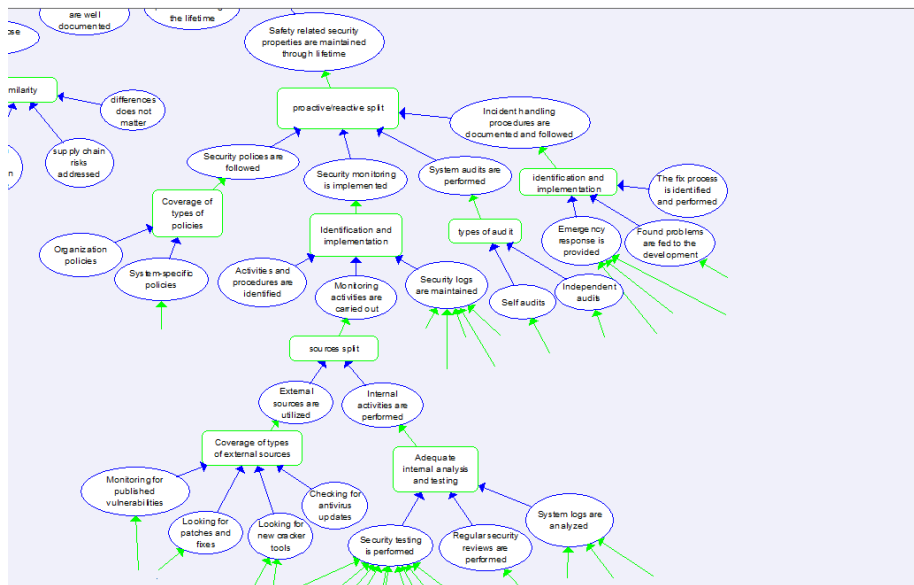 are well
documented
the lifetime
Safety related security
properties are maintained
through lifetime
differences
does not
matter
proactive/reactive split
Incident handling
procedures are
documented and followed
supply chain
risks
addressed
Security polices are
followed
Security monitoring
is implemented
System audits are
performed
identification and
implementation
The fix process
is identified
and performed
Coverage of
types of
policies
Identification and
implementation
types of audit
Emergency
response is
provided
Found problems
are fed to the
development
Organization
policies
System-specific
policies
Activities and
procedures are
identified
Monitoring
activities are
carried out
Security logs
are maintained
Self audits
Independent
audits
sources split
External
sources are
utilized
Internal
activities are
performed
Coverage of types
of external sources
Adequate
internal analysis
and testing
Monitoring for
published
vulnerabilities
Checking for
antivirus
updates
Looking for
patches and
fixes
Looking for
new cracker
tools
Security testing
is performed
Regular security
reviews are
performed
System logs are
analyzed